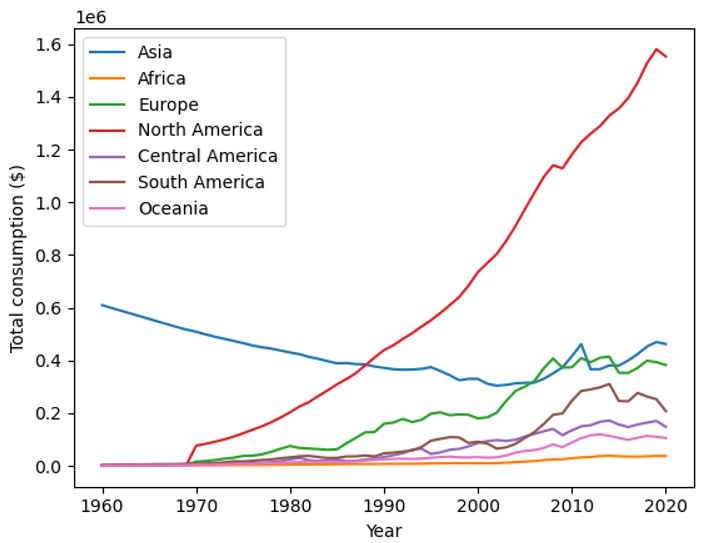 1e6
1.6
1.4
1.2
1.0
0.8
0.6
0.4
0.2
0.0
Total consumption ($)
Asia
Africa
Europe
North America
Central America
South America
Oceania
1960 1970 1980 1990 2000 2010 2020
Year